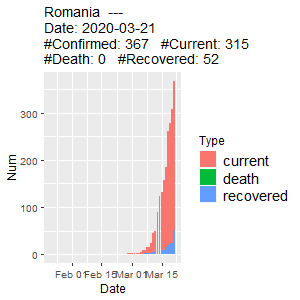 Romania  ---
Date: 2020-03-21
#Confirmed: 367   #Current: 315
#Death: 0   #Recovered: 52
Num
300
200
100
0
Feb 01
Feb 15
Mar 01
Mar 15
Date
Type
current
death
recovered